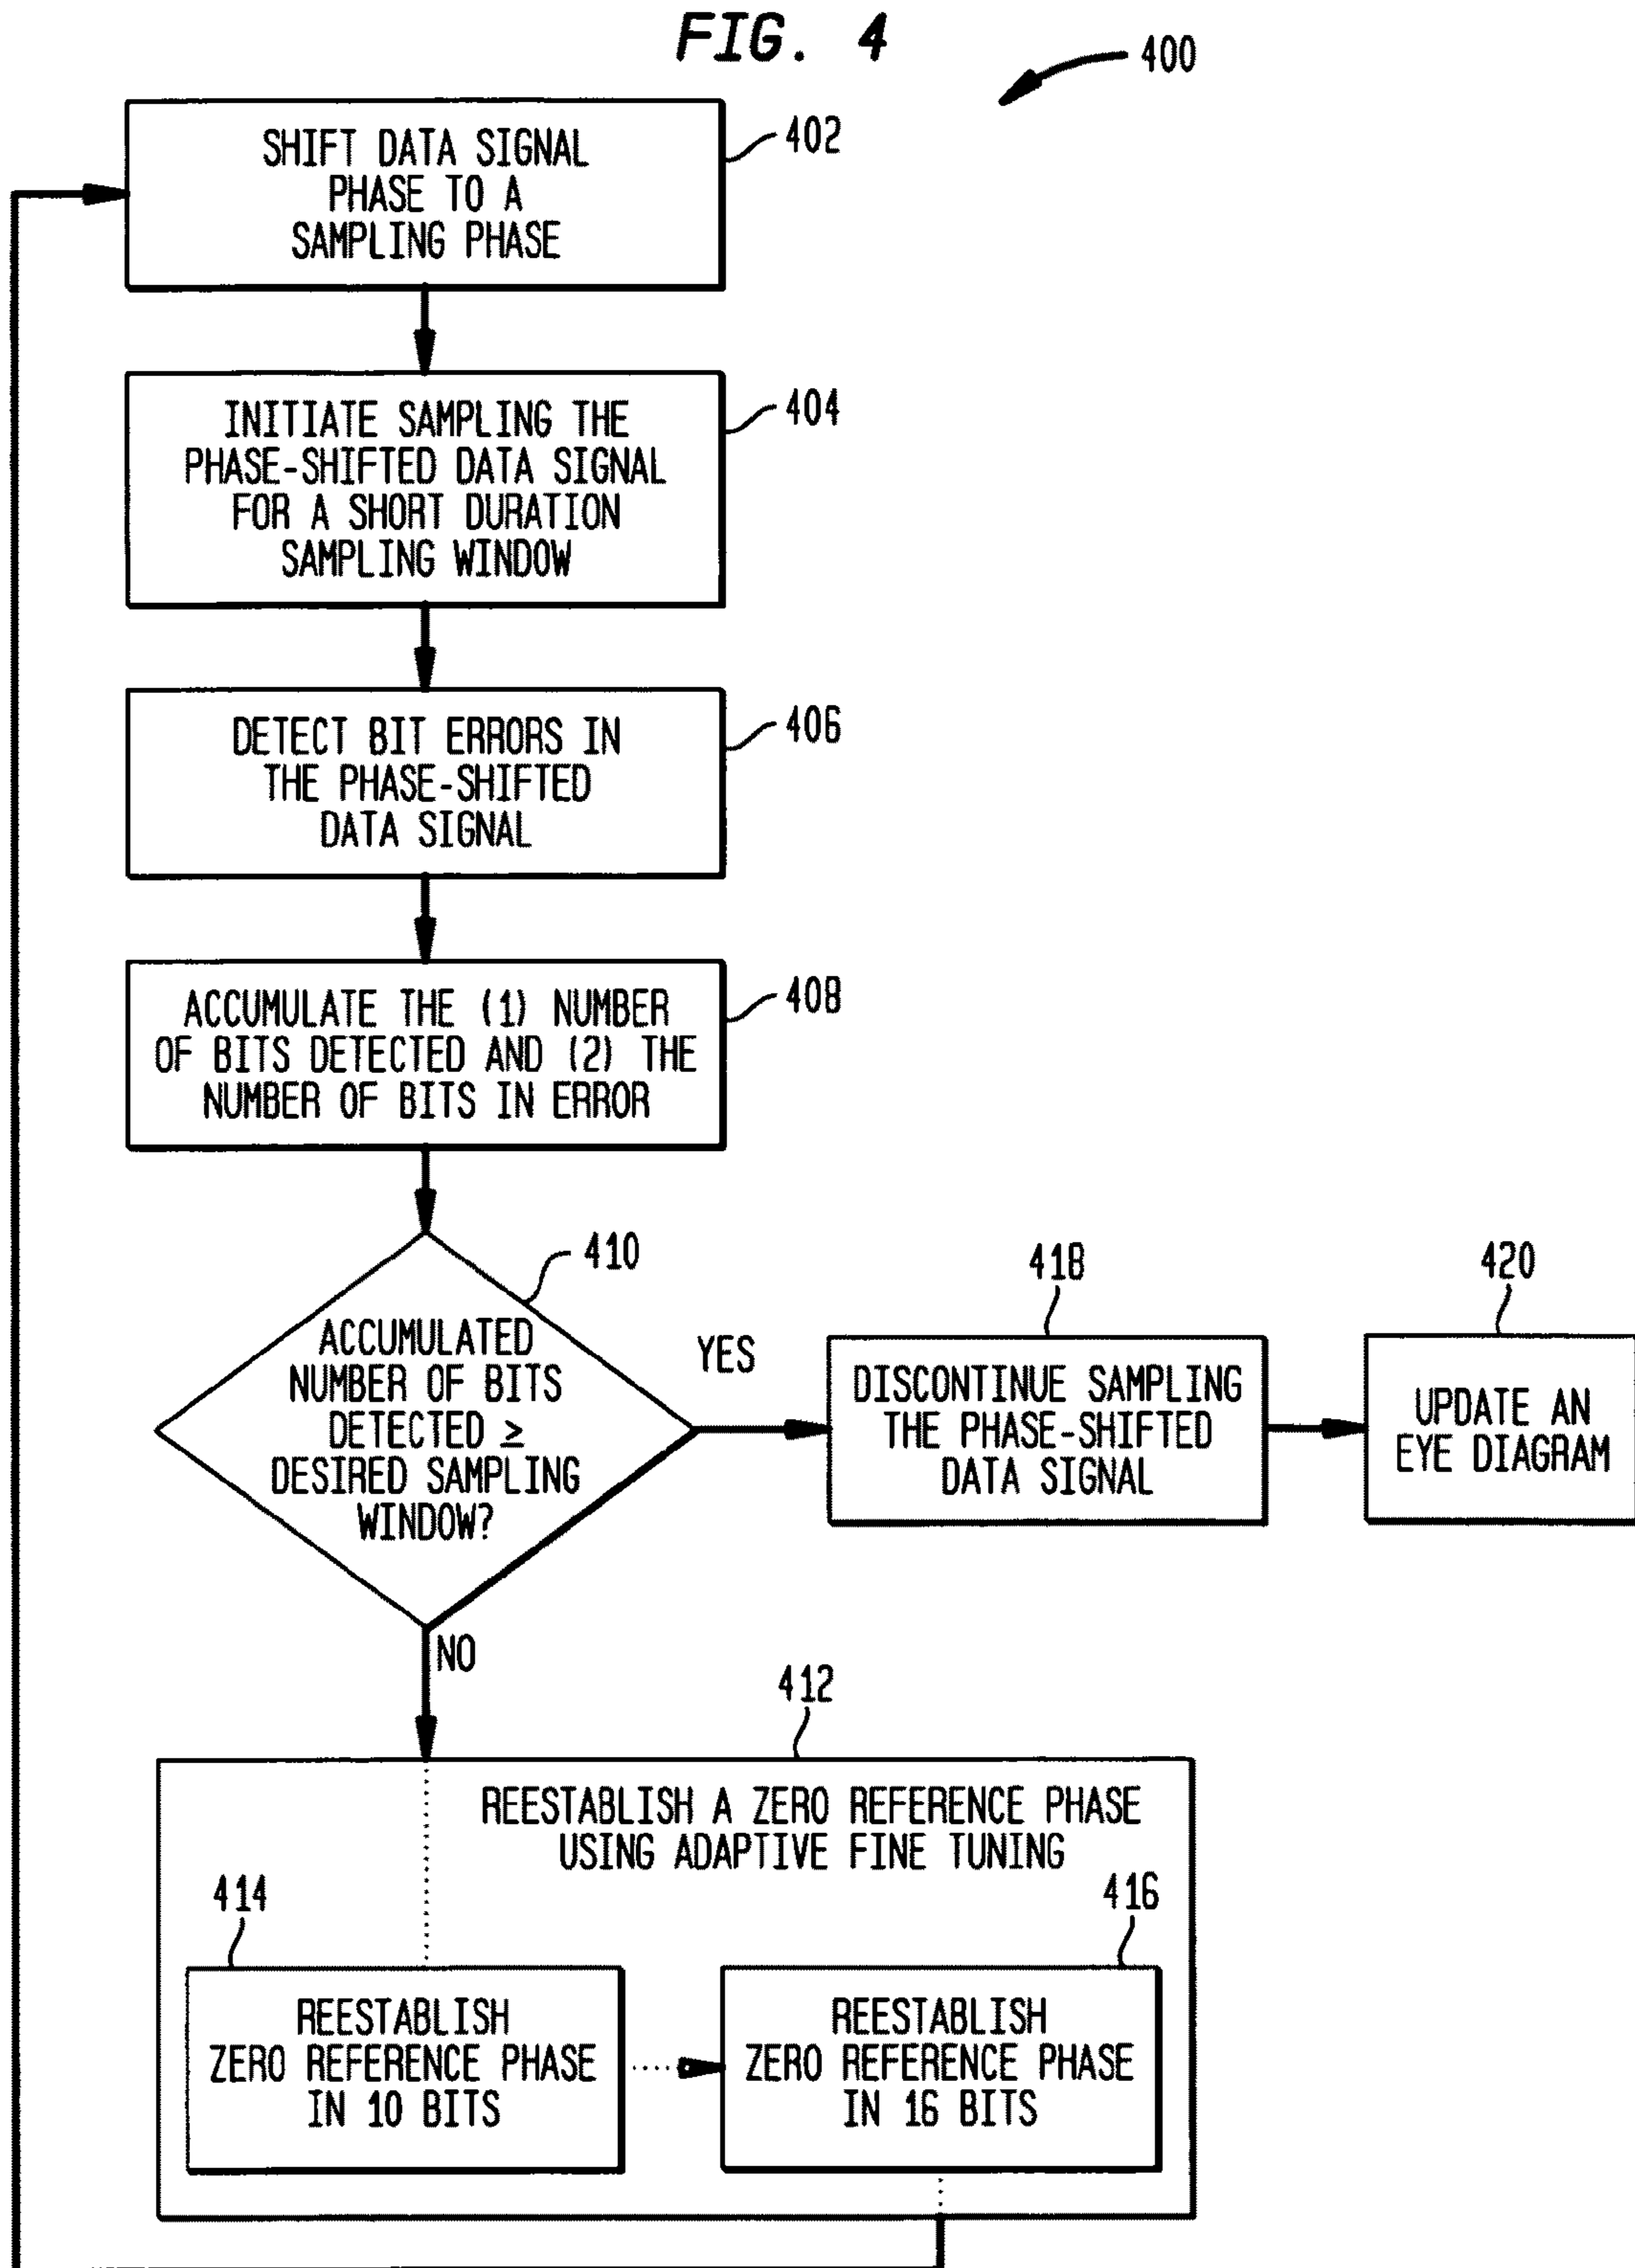 FIG. 4
400
SHIFT DATA SIGNAL
PHASE TO A
SAMPLING PHASE
402
INITIATE SAMPLING THE
PHASE-SHIFTED DATA SIGNAL
FOR A SHORT DURATION
SAMPLING WINDOW
404
DETECT BIT ERRORS IN
THE PHASE-SHIFTED
DATA SIGNAL
406
ACCUMULATE THE (1) NUMBER
OF BITS DETECTED AND (2) THE
NUMBER OF BITS IN ERROR
408
410
ACCUMULATED
NUMBER OF BITS
DETECTED ≥
DESIRED SAMPLING
WINDOW?
YES
418
DISCONTINUE SAMPLING
THE PHASE-SHIFTED
DATA SIGNAL
420
UPDATE AN
EYE DIAGRAM
NO
412
REESTABLISH A ZERO REFERENCE PHASE
USING ADAPTIVE FINE TUNING
414
REESTABLISH
ZERO REFERENCE PHASE
IN 10 BITS
416
REESTABLISH
ZERO REFERENCE PHASE
IN 16 BITS